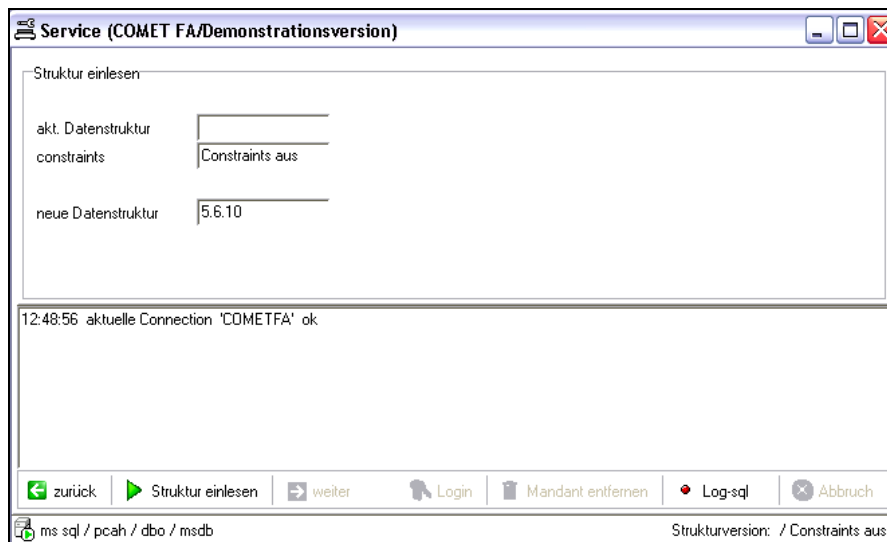 Service (COMET FA/Demonstrationsversion)
Struktur einlesen
akt. Datenstruktur
constraints Constraints aus
neue Datenstruktur 5.6.10
12:48:56 aktuelle Connection 'COMETFA' ok
zurück Struktur einlesen weiter Login Mandant entfernen Log-sql Abbruch
ms sql / pcah / dbo / msdb Strukturversion: / Constraints aus